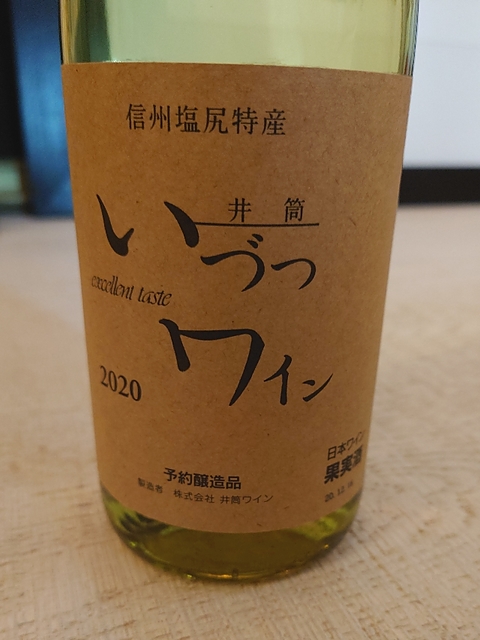 信州塩尻特産
井筒
いづつ
excellent taste
ワイン
2020
予約醸造品
製造者 株式会社 井筒ワイン
日本ワイン
果実酒